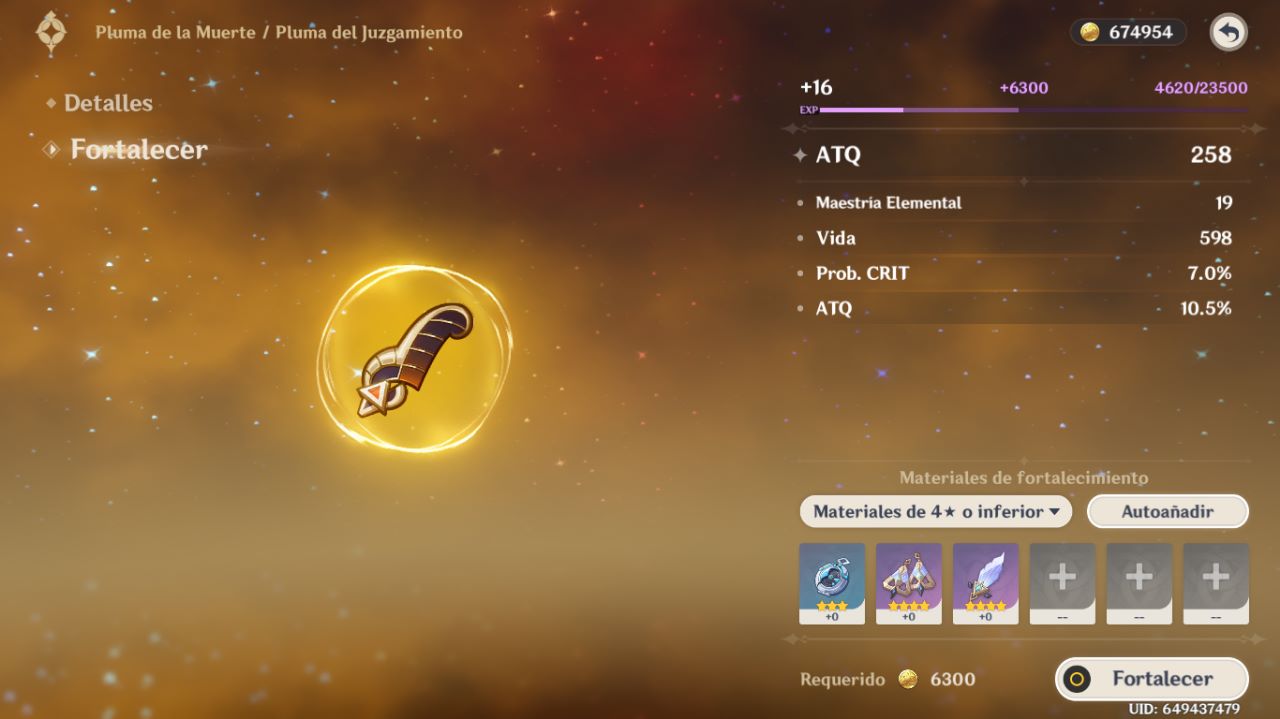 Pluma de la Muerte / Pluma del Juzgamiento
674954
Detalles
Fortalecer
+16 +6300 4620/23500
EXP
ATQ 258
Maestría Elemental 19
Vida 598
Prob. CRIT 7.0%
ATQ 10.5%
Materiales de fortalecimiento
Materiales de 4★ o inferior Autoañadir
+0 +0 +0 -- -- --
Requerido 6300 Fortalecer
UID: 649437479